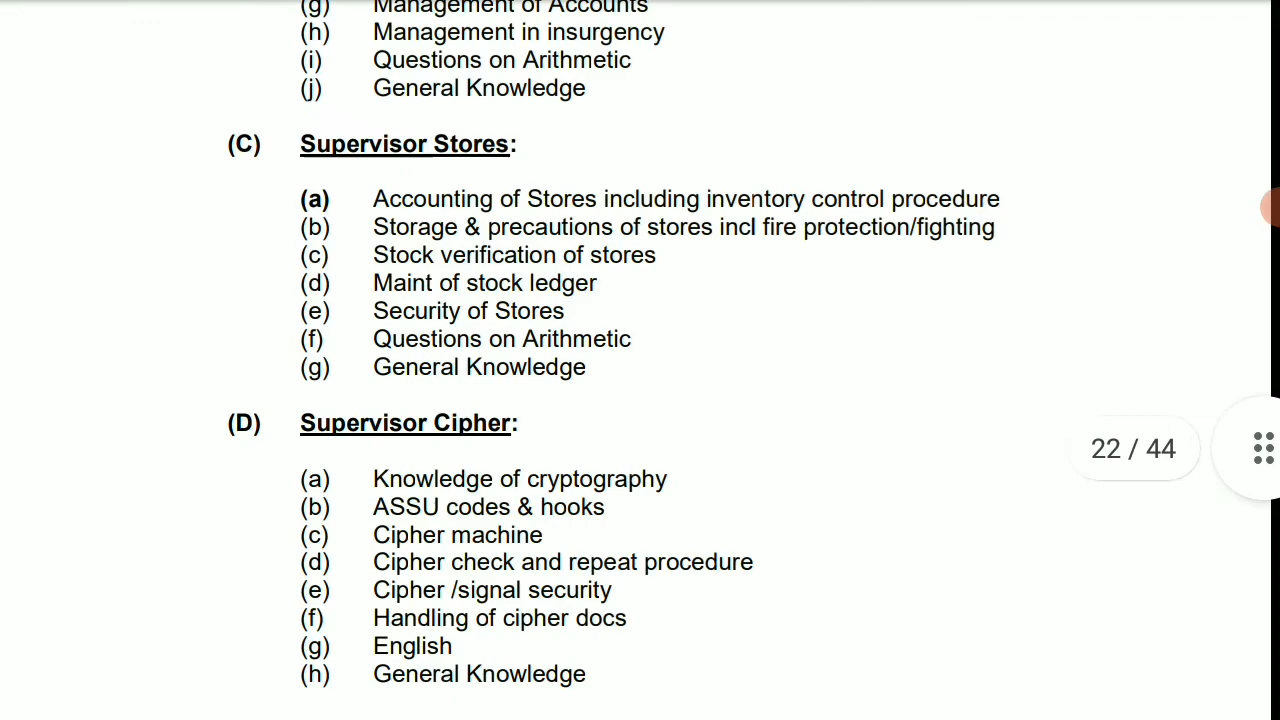 (g) Management of Accounts
(h) Management in insurgency
(i) Questions on Arithmetic
(j) General Knowledge
(C) Supervisor Stores:
(a) Accounting of Stores including inventory control procedure
(b) Storage & precautions of stores incl fire protection/fighting
(c) Stock verification of stores
(d) Maint of stock ledger
(e) Security of Stores
(f) Questions on Arithmetic
(g) General Knowledge
(D) Supervisor Cipher:
22 / 44
(a) Knowledge of cryptography
(b) ASSU codes & hooks
(c) Cipher machine
(d) Cipher check and repeat procedure
(e) Cipher /signal security
(f) Handling of cipher docs
(g) English
(h) General Knowledge